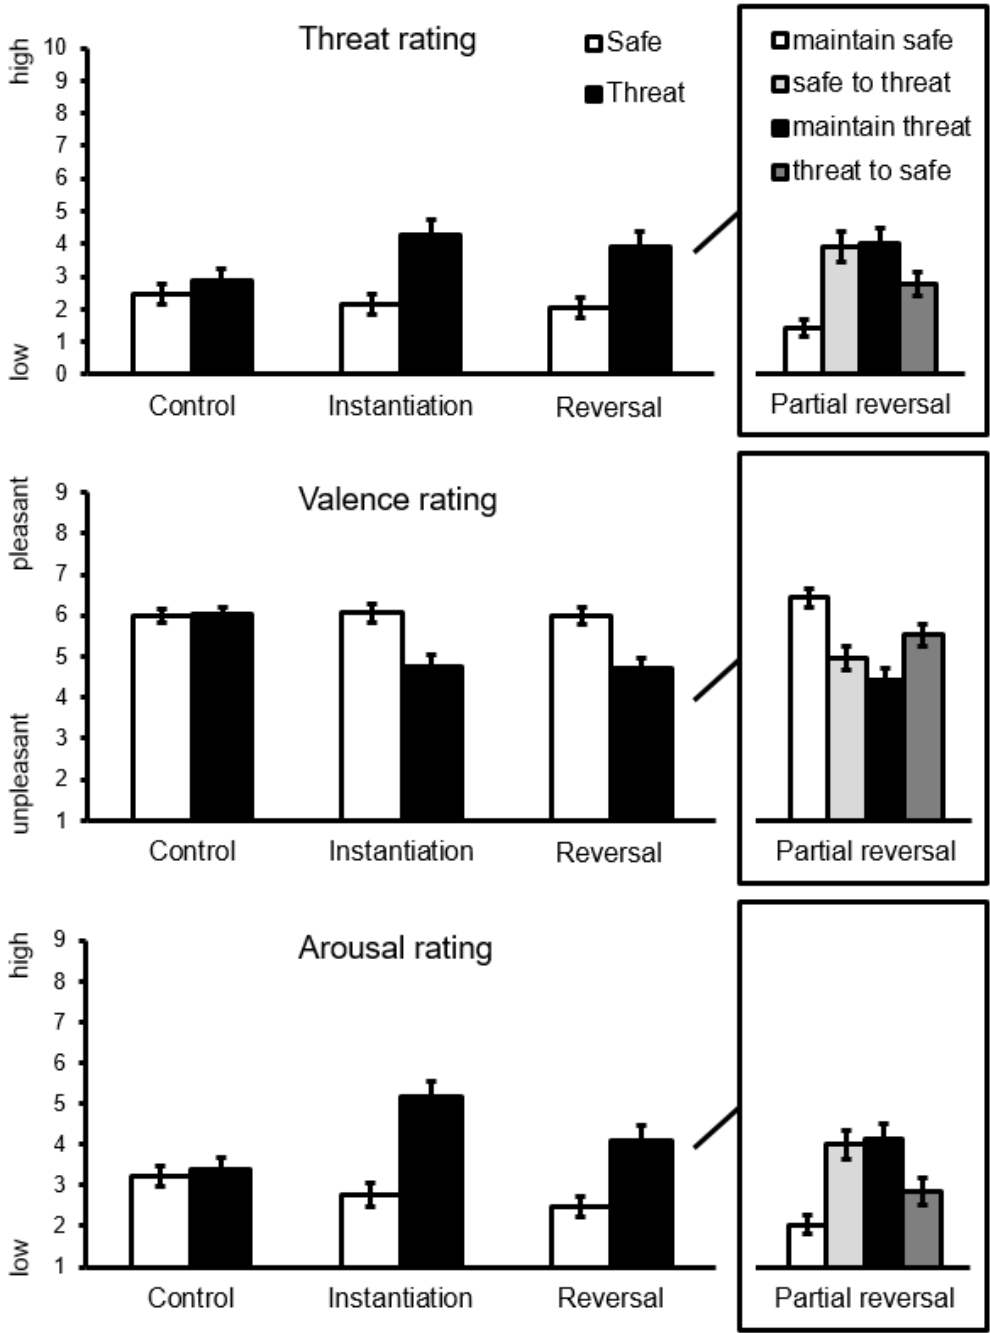 Threat rating
Safe
Threat
high
10
9
8
7
6
5
4
3
2
1
0
low
Control
Instantiation
Reversal
maintain safe
safe to threat
maintain threat
threat to safe
Partial reversal
Valence rating
pleasant
9
8
7
6
5
4
3
2
1
unpleasant
Control
Instantiation
Reversal
Partial reversal
Arousal rating
high
9
8
7
6
5
4
3
2
1
low
Control
Instantiation
Reversal
Partial reversal